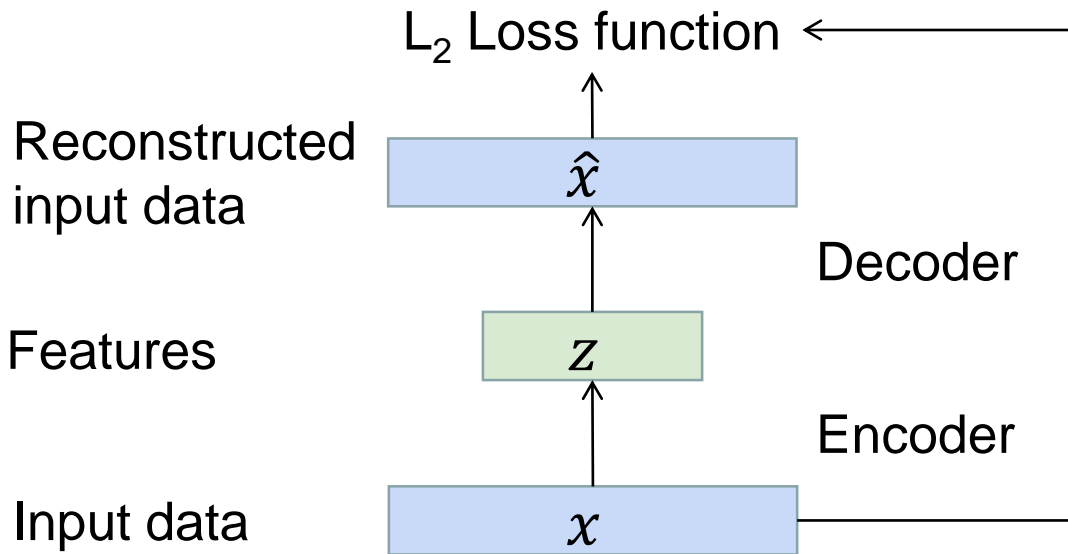 L₂ Loss function
Reconstructed
input data
x̂
Decoder
Features
z
Encoder
Input data
x